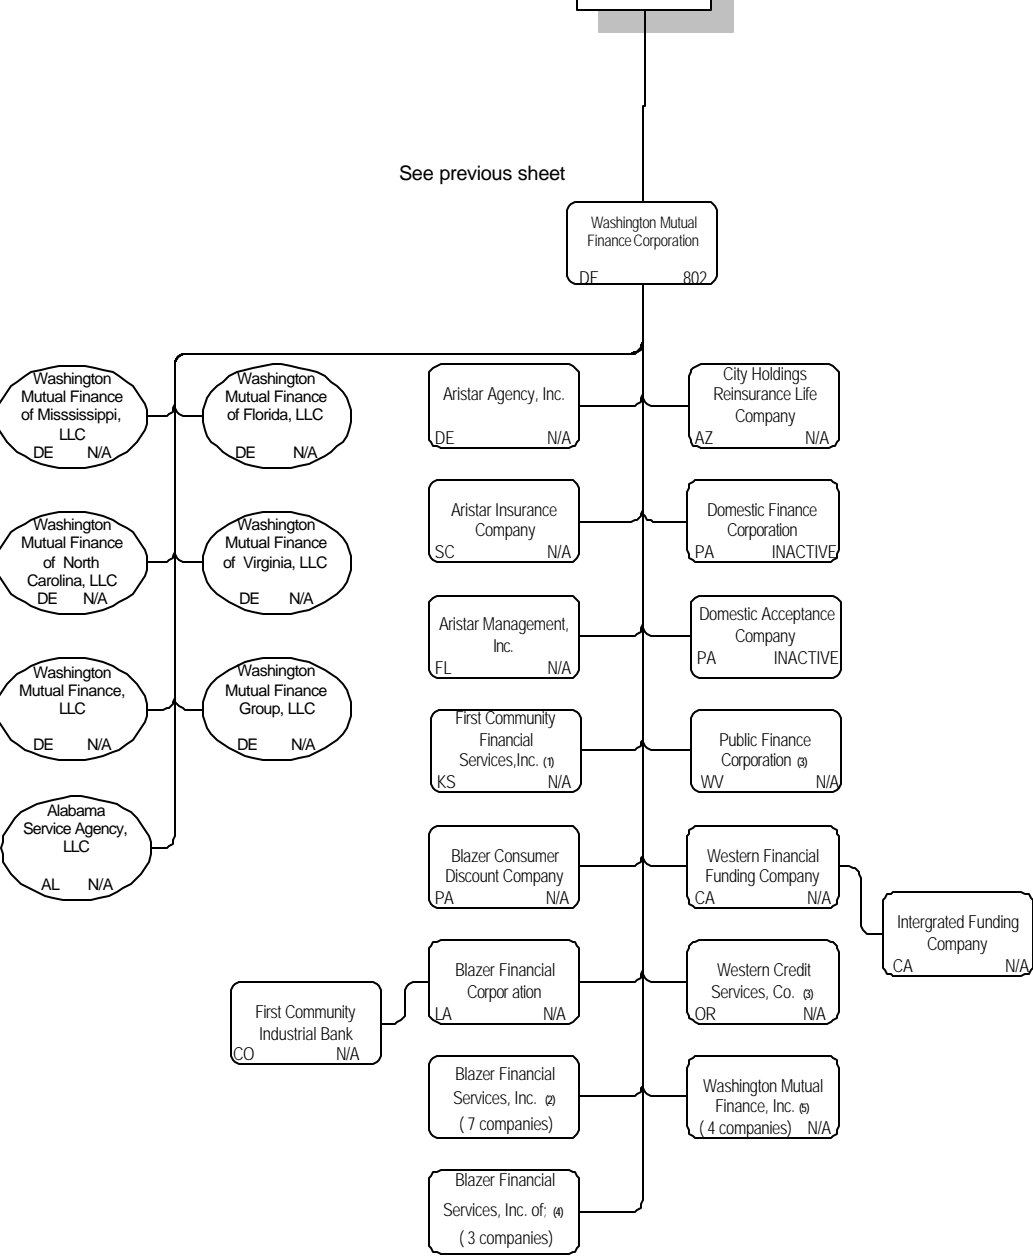 See previous sheet
Washington Mutual
Finance Corporation
DE 802
Washington
Mutual Finance
of Misssissippi,
LLC
DE N/A
Washington
Mutual Finance
of Florida, LLC
DE N/A
Washington
Mutual Finance
of North
Carolina, LLC
DE N/A
Washington
Mutual Finance
of Virginia, LLC
DE N/A
Washington
Mutual Finance,
LLC
DE N/A
Washington
Mutual Finance
Group, LLC
DE N/A
Alabama
Service Agency,
LLC
AL N/A
Aristar Agency, Inc.
DE N/A
City Holdings
Reinsurance Life
Company
AZ N/A
Aristar Insurance
Company
SC N/A
Domestic Finance
Corporation
PA INACTIVE
Aristar Management,
Inc.
FL N/A
Domestic Acceptance
Company
PA INACTIVE
First Community
Financial
Services,Inc. (1)
KS N/A
Public Finance
Corporation (3)
WV N/A
Blazer Consumer
Discount Company
PA N/A
Western Financial
Funding Company
CA N/A
Intergrated Funding
Company
CA N/A
Blazer Financial
Corpor ation
LA N/A
First Community
Industrial Bank
CO N/A
Western Credit
Services, Co. (3)
OR N/A
Blazer Financial
Services, Inc. (2)
( 7 companies)
Washington Mutual
Finance, Inc. (5)
( 4 companies) N/A
Blazer Financial
Services, Inc. of; (4)
( 3 companies)